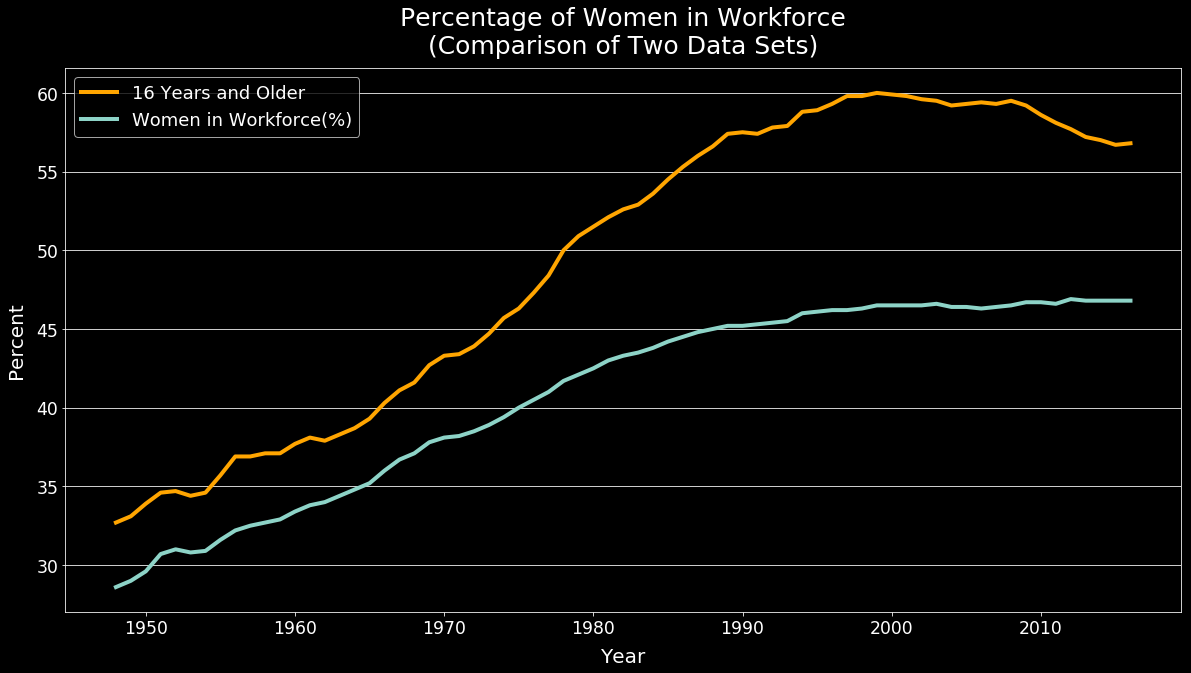 Percentage of Women in Workforce
(Comparison of Two Data Sets)
16 Years and Older
Women in Workforce(%)
60
55
50
45
40
35
30
Percent
1950 1960 1970 1980 1990 2000 2010
Year